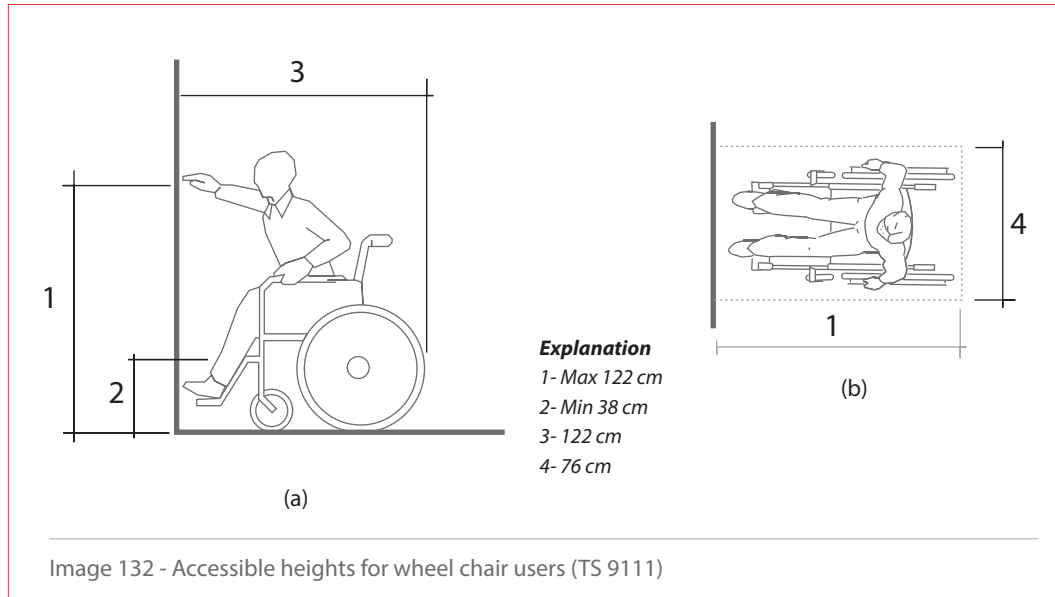 3
1
2
(a)
Explanation
1- Max 122 cm
2- Min 38 cm
3- 122 cm
4- 76 cm
4
1
(b)
Image 132 - Accessible heights for wheel chair users (TS 9111)